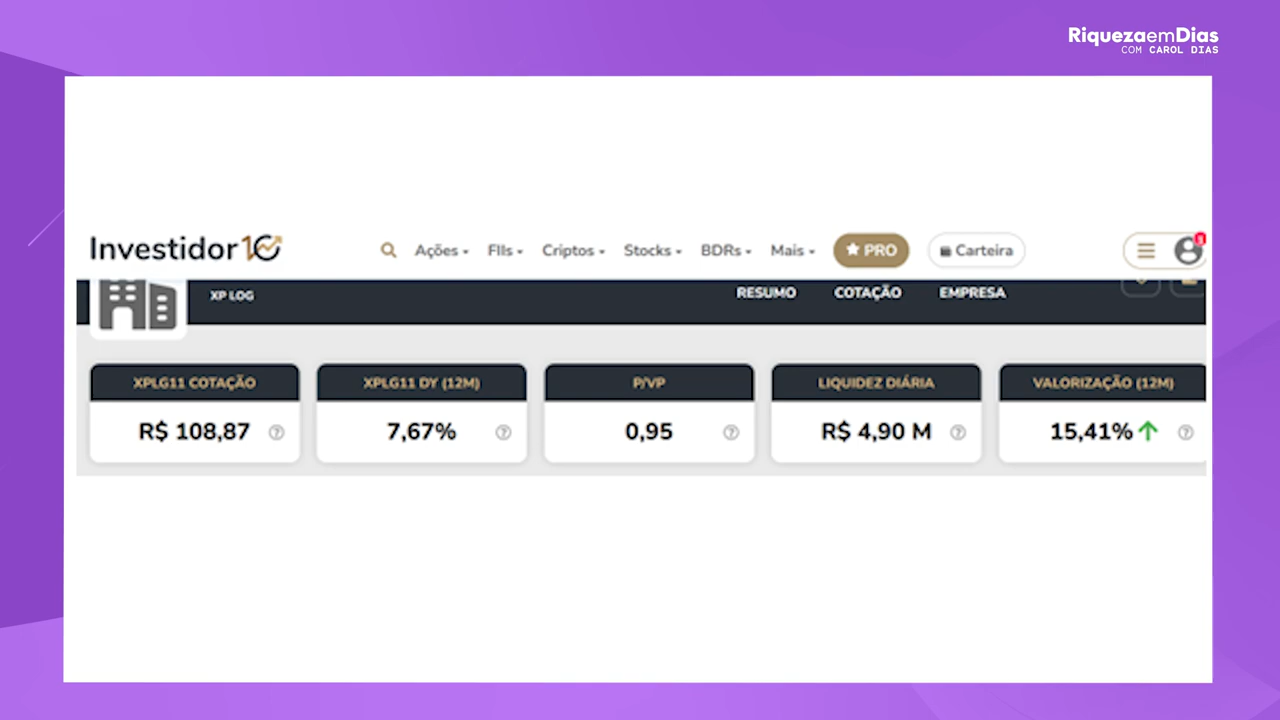 RiquezaemDias
COM CAROL DIAS
Investidor10
Ações FIIs Criptos Stocks BDRs Mais PRO Carteira
XP LOG RESUMO COTAÇÃO EMPRESA
XPLG11 COTAÇÃO XPLG11 DY (12M) P/VP LIQUIDEZ DIÁRIA VALORIZAÇÃO (12M)
R$ 108,87 7,67% 0,95 R$ 4,90 M 15,41%